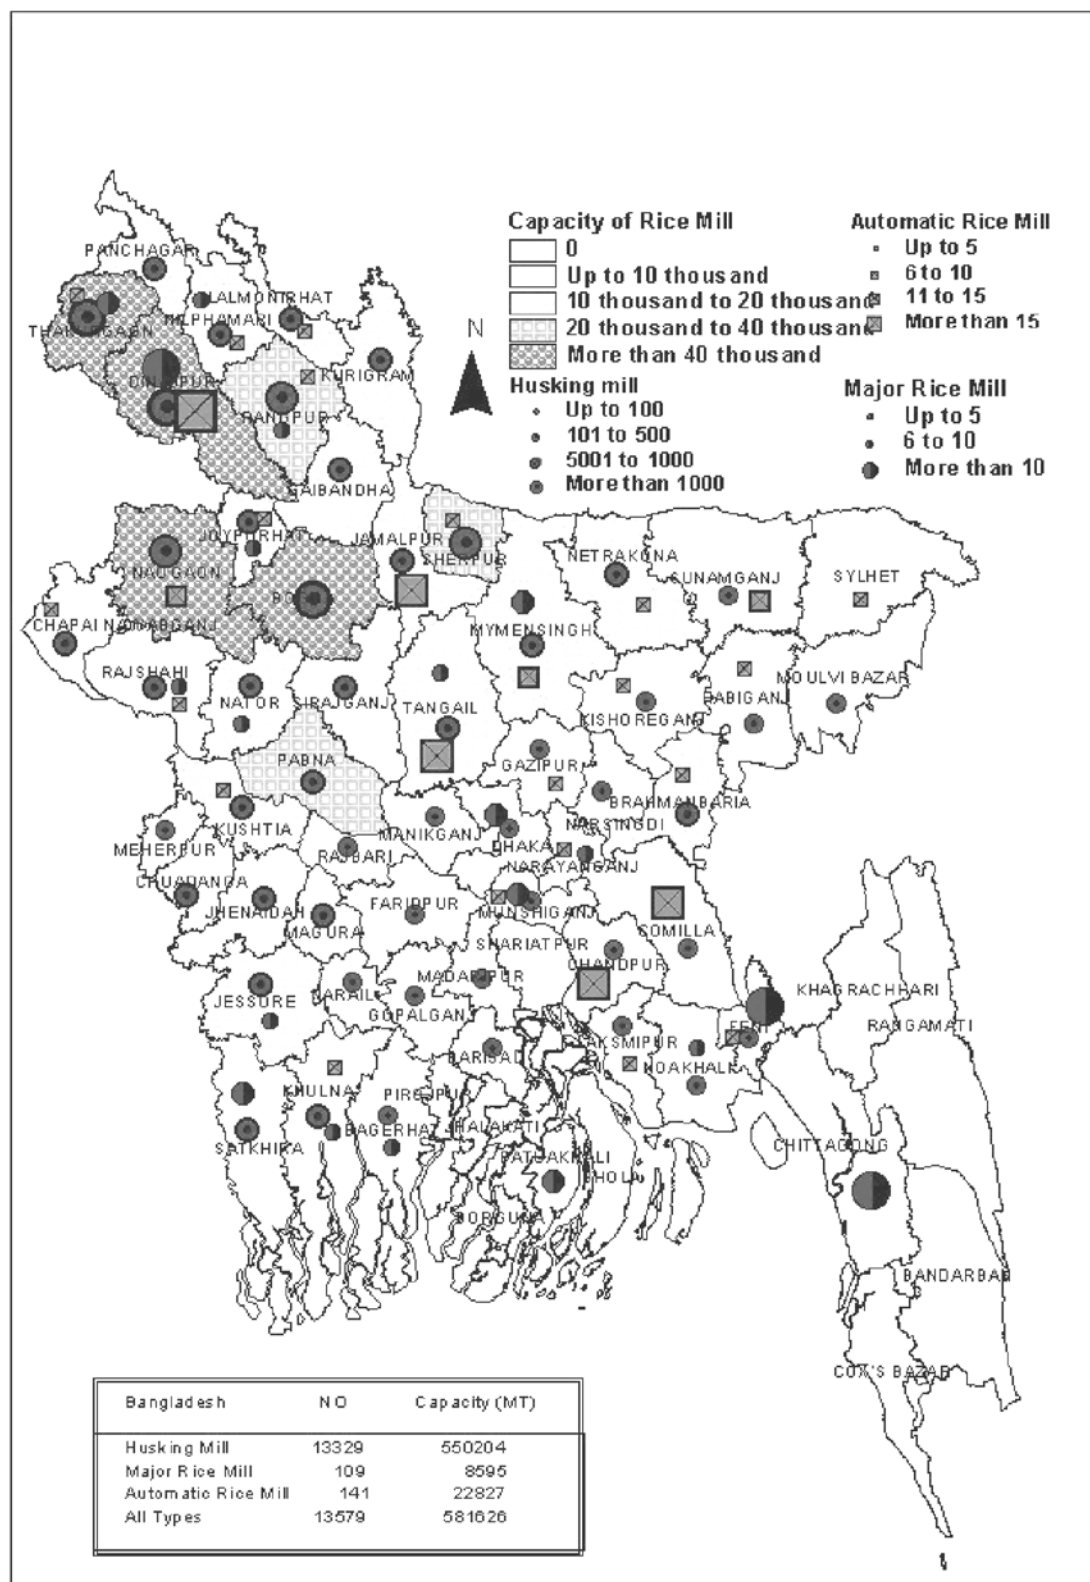 Capacity of Rice Mill
0
Up to 10 thousand
10 thousand to 20 thousand
20 thousand to 40 thousand
More than 40 thousand
Husking mill
Up to 100
101 to 500
5001 to 1000
More than 1000
Automatic Rice Mill
Up to 5
6 to 10
11 to 15
More than 15
Major Rice Mill
Up to 5
6 to 10
More than 10
N
PANCHAGAR
LALMONIRHAT
NILPHAMARI
THAKURGAON
DINAJPUR
RANGPUR
KURIGRAM
GAIBANDHA
JOYPURHAT
JAMALPUR
SHERPUR
NETRAKONA
SUNAMGANJ
SYLHET
NAUGAON
BOGRA
CHAPAI NAWABGANJ
MYMENSINGH
RAJSHAHI
NATOR
SIRAJGANJ
TANGAIL
KISHOREGANJ
HABIGANJ
MOULVI BAZAR
PABNA
GAZIPUR
BRAHMANBARIA
NARSINGDI
KUSHTIA
MANIKGANJ
DHAKA
MEHERPUR
RAJBARI
NARAYANGANJ
CHUADANGA
JHENAIDAH
MAGURA
FARIDPUR
MUNSHIGANJ
COMILLA
SHARIATPUR
CHANDPUR
MADARIPUR
JESSURE
NARAIL
GOPALGANJ
KHAGRACHHARI
RANGAMATI
FENI
LAKSMIPUR
NOAKHALI
BARISAD
KHULNA
PIROJPUR
BAGERHAT
JHALAKATI
SATKHIRA
PATUAKHALI
BHOLA
BORGUNA
CHITTAGONG
BANDARBAN
COX'S BAZAR
Bangladesh NO Capacity (MT)
Husking Mill 13329 550204
Major Rice Mill 109 8595
Automatic Rice Mill 141 22827
All Types 13579 581626